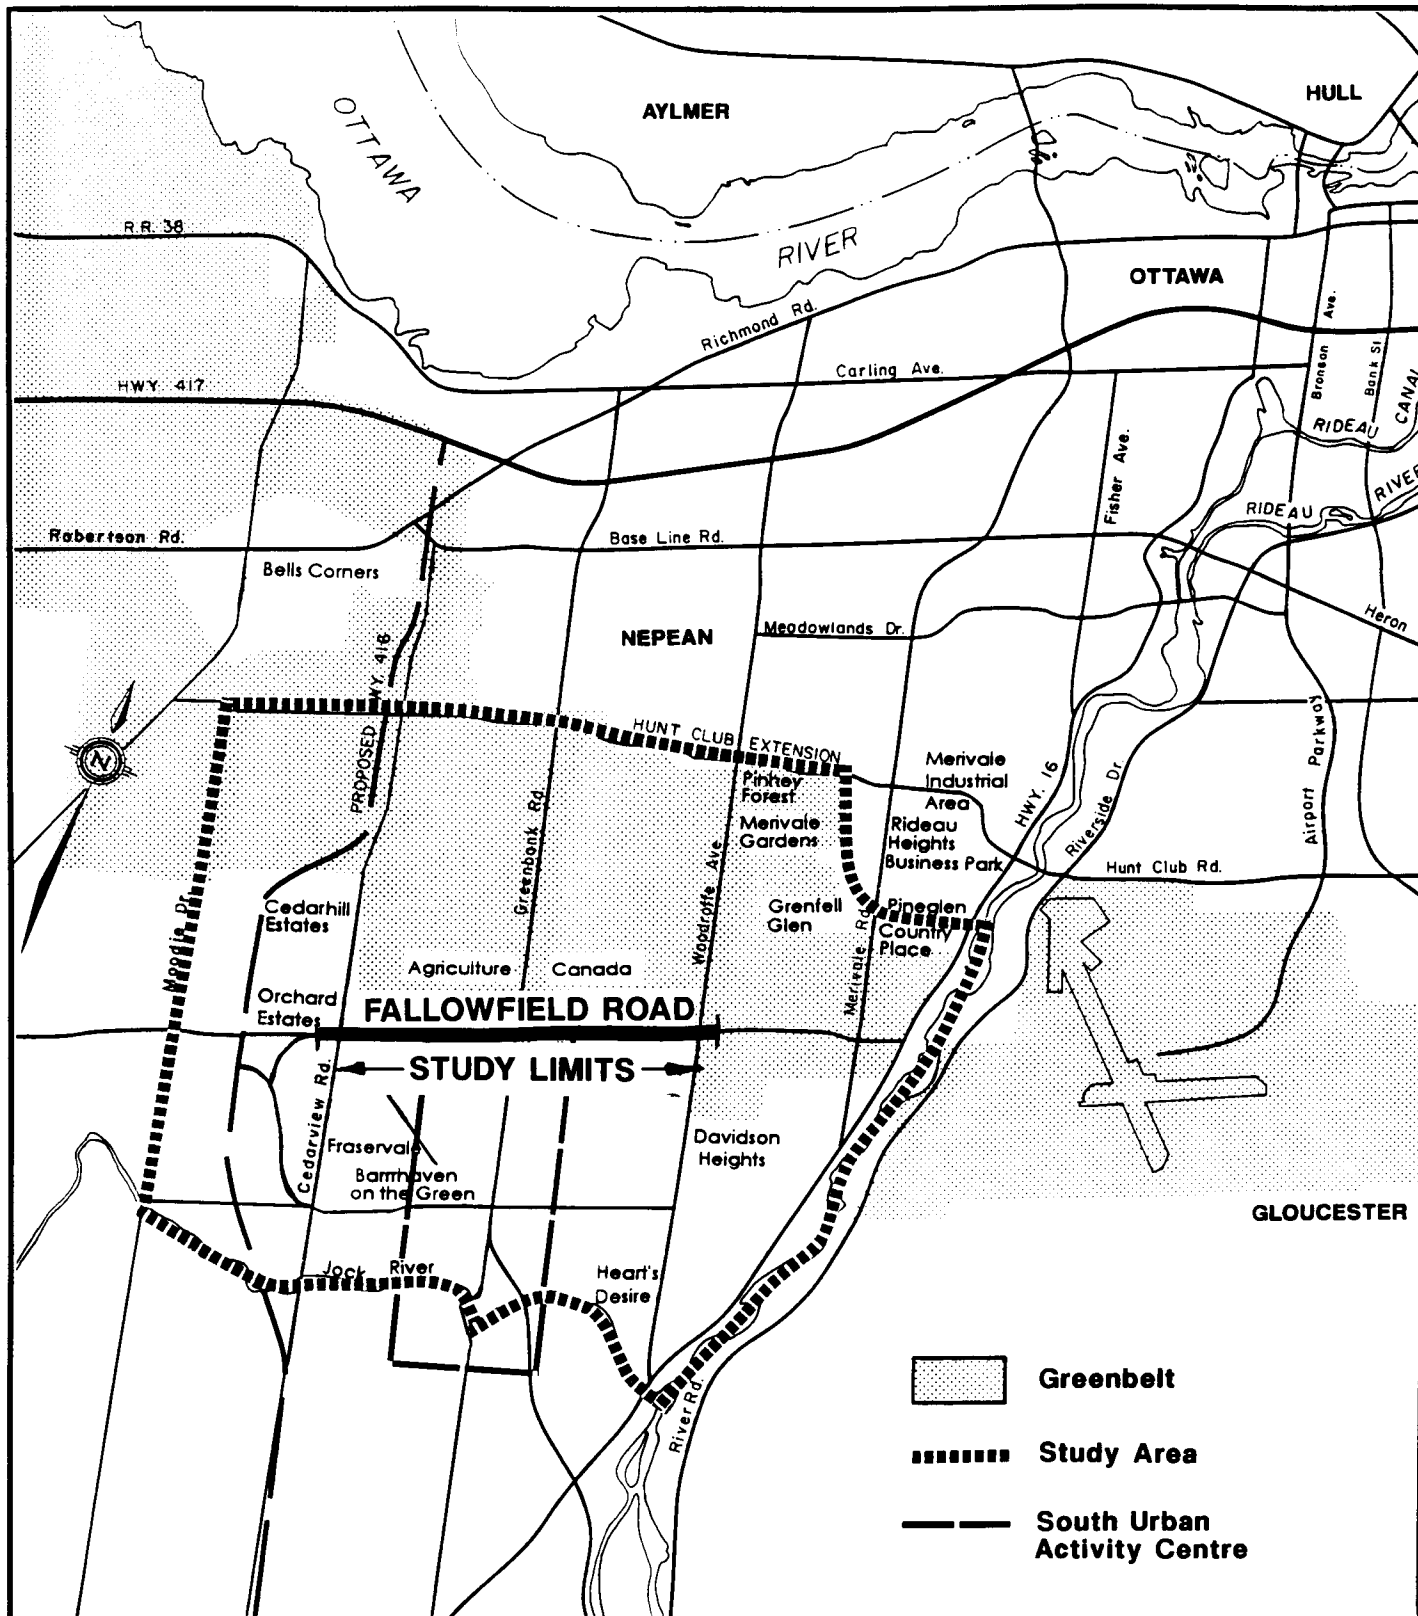 HULL
AYLMER
OTTAWA
RIVER
R.R. 38
OTTAWA
Richmond Rd.
Ave.
Bronson
Bank St
CANAL
Carling Ave.
HWY. 417
RIDEAU
Fisher Ave.
RIVER
RIDEAU
Robertson Rd.
Base Line Rd.
Bells Corners
Heron
NEPEAN
Meadowlands Dr.
PROPOSED
WY. 416
HUNT CLUB EXTENSION
Airport Parkway
N
Pinhey
Forest
Merivale
Industrial
Area
HWY. 16
Riverside Dr.
Merivale
Gardens
Rideau
Heights
Business Park
Hunt Club Rd.
Greenbank Rd
Woodroffe Ave.
Moodie Dr.
Cedarhill
Estates
Grenfell
Glen
Merivale Rd.
Pineglen
Country
Place
Agriculture Canada
Orchard
Estates
FALLOWFIELD ROAD
STUDY LIMITS
Cedarview Rd.
Fraservale
Barrhaven
on the Green
Davidson
Heights
GLOUCESTER
Jock River
Heart's
Desire
River Rd.
Greenbelt
Study Area
South Urban
Activity Centre